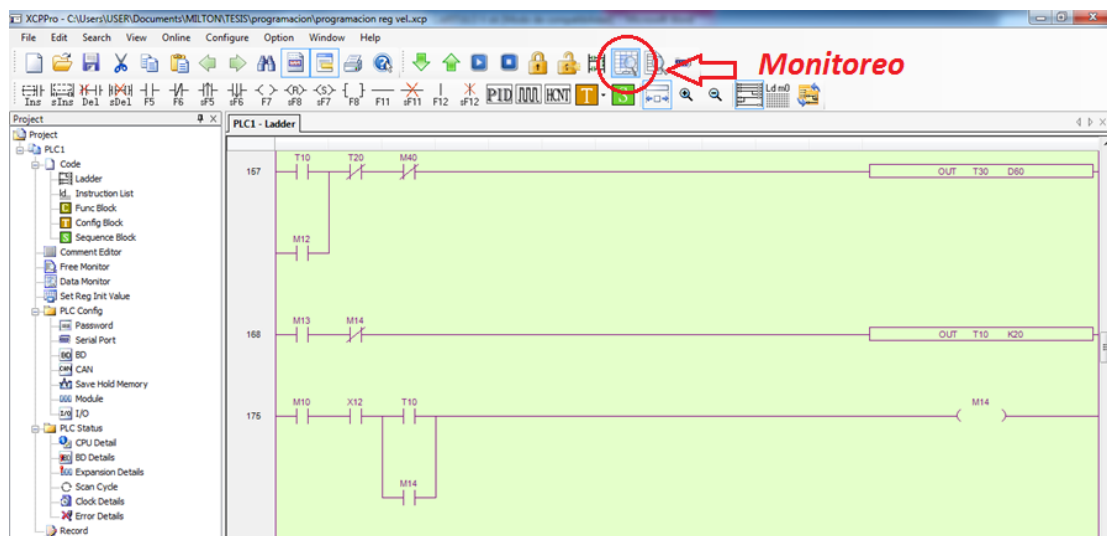 XCPPro - C:\Users\USER\Documents\MILTON\TESIS\programacion\programacion reg vel.xcp
File Edit Search View Online Configure Option Window Help
Monitoreo
Ins sIns Del sDel F5 F6 sF5 sF6 F7 sF8 sF7 F8 F11 sF11 F12 sF12 PID HCNT T S Ld m0
Project
PLC1 - Ladder
Project
PLC1
Code
Ladder
Instruction List
Func Block
Config Block
Sequence Block
Comment Editor
Free Monitor
Data Monitor
Set Reg Init Value
PLC Config
Password
Serial Port
BD
CAN
Save Hold Memory
Module
I/O
PLC Status
CPU Detail
BD Details
Expansion Details
Scan Cycle
Clock Details
Error Details
Record
T10 T20 M40
157 OUT T30 D80
M12
M13 M14
168 OUT T10 K20
M10 X12 T10 M14
175
M14